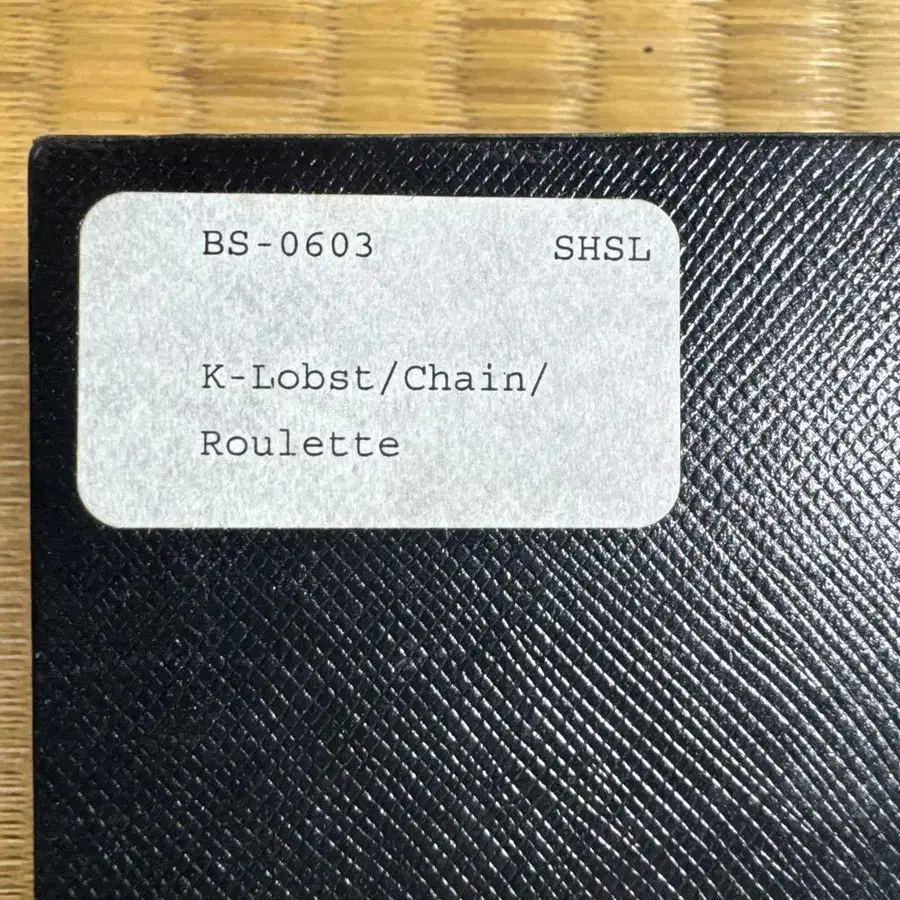 BS-0603 SHSL
K-Lobst/Chain/
Roulette